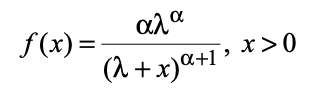 f(x) = αλ^α / (λ + x)^(α+1), x > 0